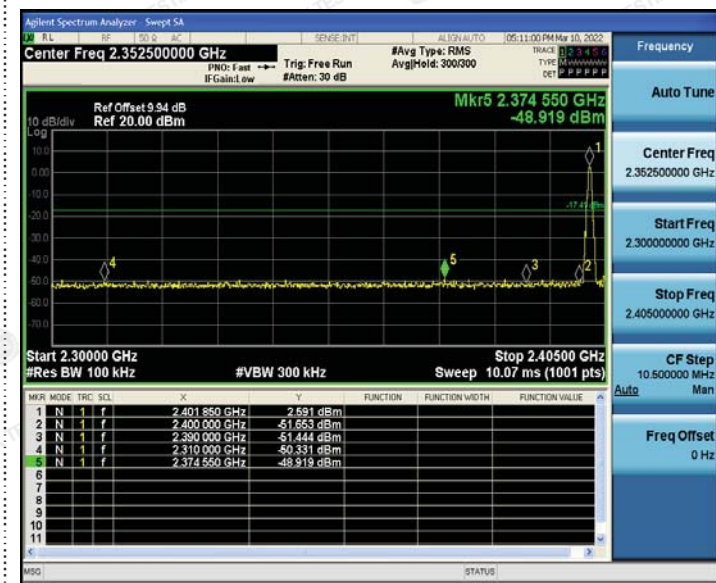 Agilent Spectrum Analyzer - Swept SA
RL RF 50 Ω AC SENSE:INT ALIGN AUTO 05:11:00 PM Mar 10, 2022
Center Freq 2.352500000 GHz
PNO: Fast
IFGain:Low
Trig: Free Run
#Atten: 30 dB
#Avg Type: RMS
Avg|Hold: 300/300
TRACE 1 2 3 4 5 6
TYPE M
DET P P P P P P
Ref Offset 9.94 dB
10 dB/div Ref 20.00 dBm
Log
Mkr5 2.374 550 GHz
-48.919 dBm
10.0
0.00
-10.0
-20.0
-30.0
-40.0
-50.0
-60.0
-70.0
1
-17.41 dBm
4
5
3
2
Start 2.30000 GHz Stop 2.40500 GHz
#Res BW 100 kHz #VBW 300 kHz Sweep 10.07 ms (1001 pts)
MKR MODE TRC SCL X Y FUNCTION FUNCTION WIDTH FUNCTION VALUE
1 N 1 f 2.401 850 GHz 2.591 dBm
2 N 1 f 2.400 000 GHz -51.653 dBm
3 N 1 f 2.390 000 GHz -51.444 dBm
4 N 1 f 2.310 000 GHz -50.331 dBm
5 N 1 f 2.374 550 GHz -48.919 dBm
6
7
8
9
10
11
MSG STATUS
Frequency
Auto Tune
Center Freq
2.352500000 GHz
Start Freq
2.300000000 GHz
Stop Freq
2.405000000 GHz
CF Step
10.500000 MHz
Auto Man
Freq Offset
0 Hz